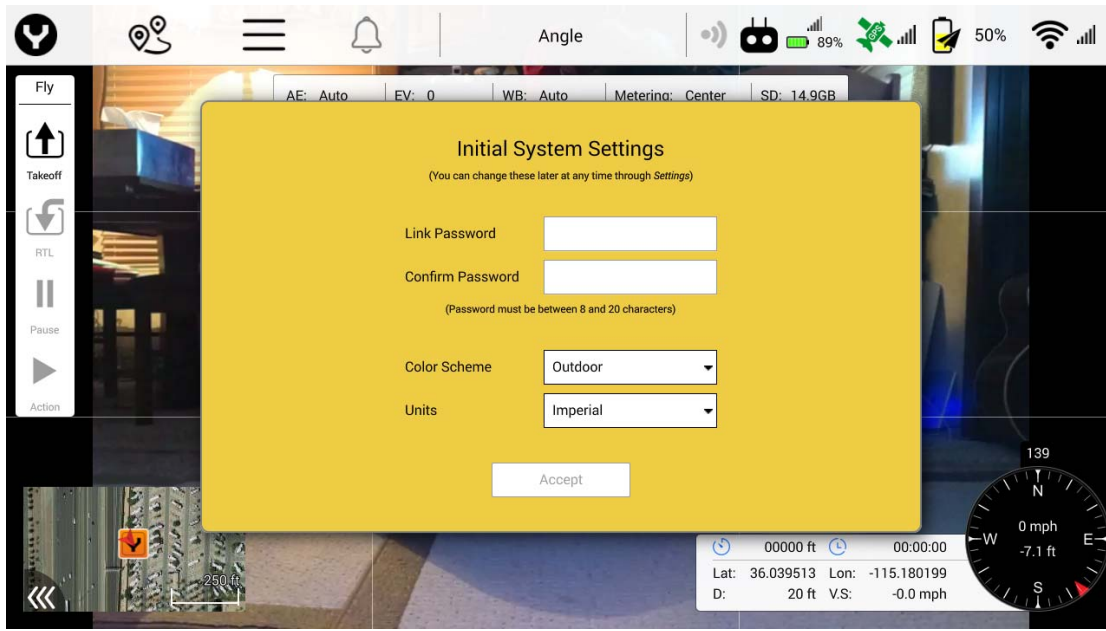 Angle
89%
GPS
50%
Fly
AE: Auto EV: 0 WB: Auto Metering: Center SD: 14.9GB
Takeoff
RTL
Pause
Action
Initial System Settings
(You can change these later at any time through Settings)
Link Password
Confirm Password
(Password must be between 8 and 20 characters)
Color Scheme Outdoor
Units Imperial
Accept
250 ft
00000 ft 00:00:00
Lat: 36.039513 Lon: -115.180199
D: 20 ft V.S: -0.0 mph
139
N
0 mph
W E
-7.1 ft
S